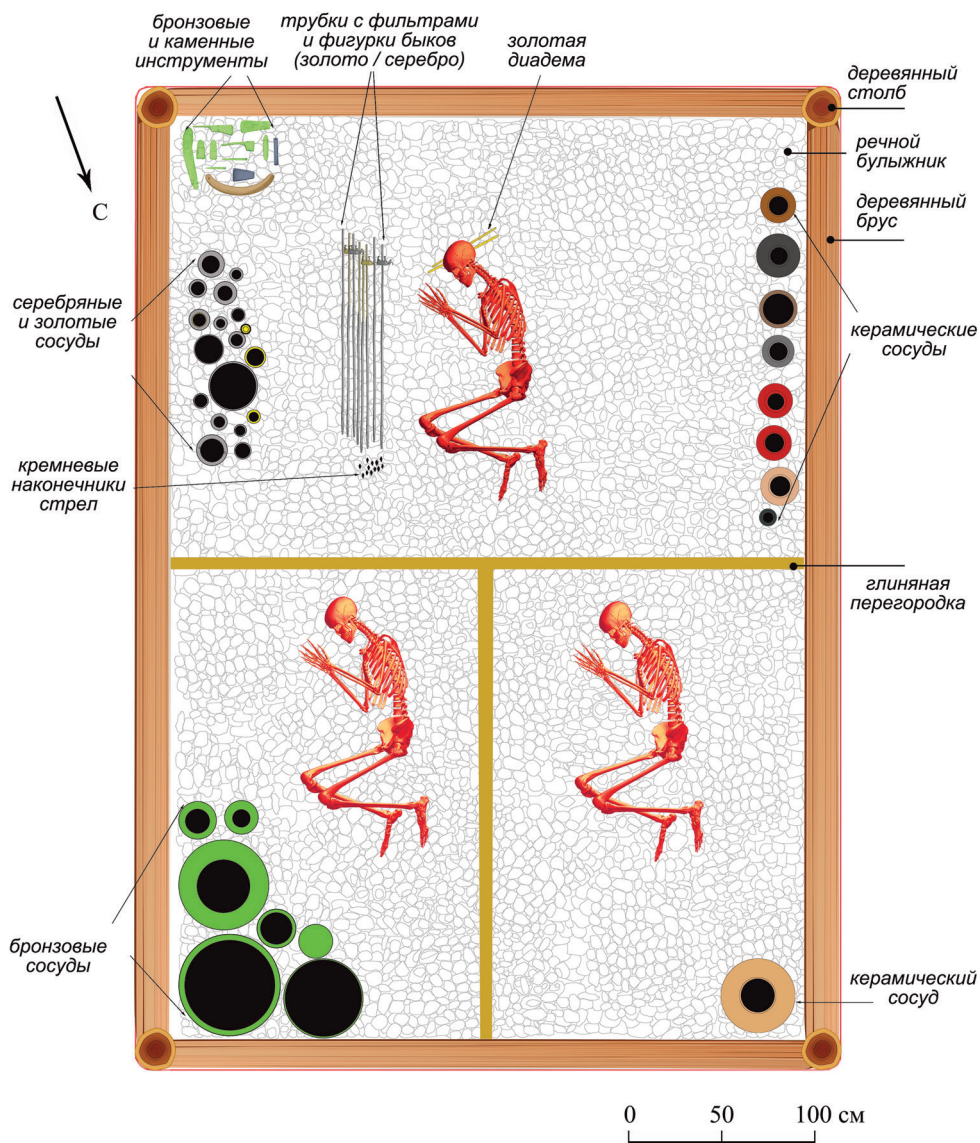 бронзовые
и каменные
инструменты
трубки с фильтрами
и фигурки быков
(золото / серебро)
золотая
диадема
деревянный
столб
речной
булыжник
деревянный
брус
С
серебряные
и золотые
сосуды
керамические
сосуды
кремневые
наконечники
стрел
глиняная
перегородка
бронзовые
сосуды
керамический
сосуд
0 50 100 см